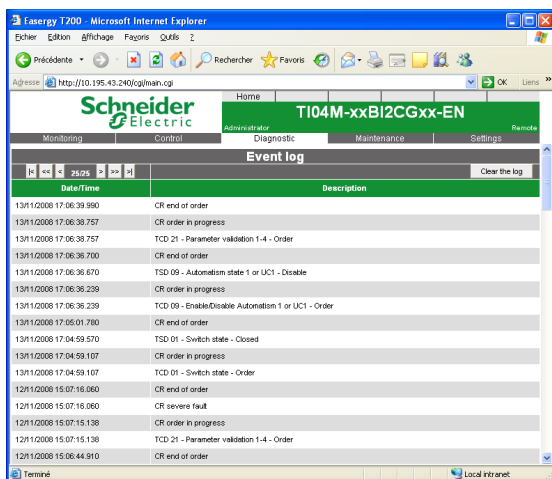 Easergy T200 - Microsoft Internet Explorer
Fichier Edition Affichage Favoris Outils ?
Précédente Rechercher Favoris
Adresse http://10.195.43.240/cgi/main.cgi OK Liens »
Home
Schneider Electric
TI04M-xxBI2CGxx-EN
Administrator Remote
Monitoring Control Diagnostic Maintenance Settings
Event log
|< << < 25/25 > >> >| Clear the log
Date/Time Description
13/11/2008 17:06:39.990 CR end of order
13/11/2008 17:06:38.757 CR order in progress
13/11/2008 17:06:38.757 TCD 21 - Parameter validation 1-4 - Order
13/11/2008 17:06:36.700 CR end of order
13/11/2008 17:06:36.670 TSD 09 - Automatism state 1 or UC1 - Disable
13/11/2008 17:06:36.239 CR order in progress
13/11/2008 17:06:36.239 TCD 09 - Enable/Disable Automatism 1 or UC1 - Order
13/11/2008 17:05:01.780 CR end of order
13/11/2008 17:04:59.570 TSD 01 - Switch state - Closed
13/11/2008 17:04:59.107 CR order in progress
13/11/2008 17:04:59.107 TCD 01 - Switch state - Order
12/11/2008 15:07:16.060 CR end of order
12/11/2008 15:07:16.060 CR severe fault
12/11/2008 15:07:15.138 CR order in progress
12/11/2008 15:07:15.138 TCD 21 - Parameter validation 1-4 - Order
12/11/2008 15:06:44.910 CR end of order
Terminé Local intranet